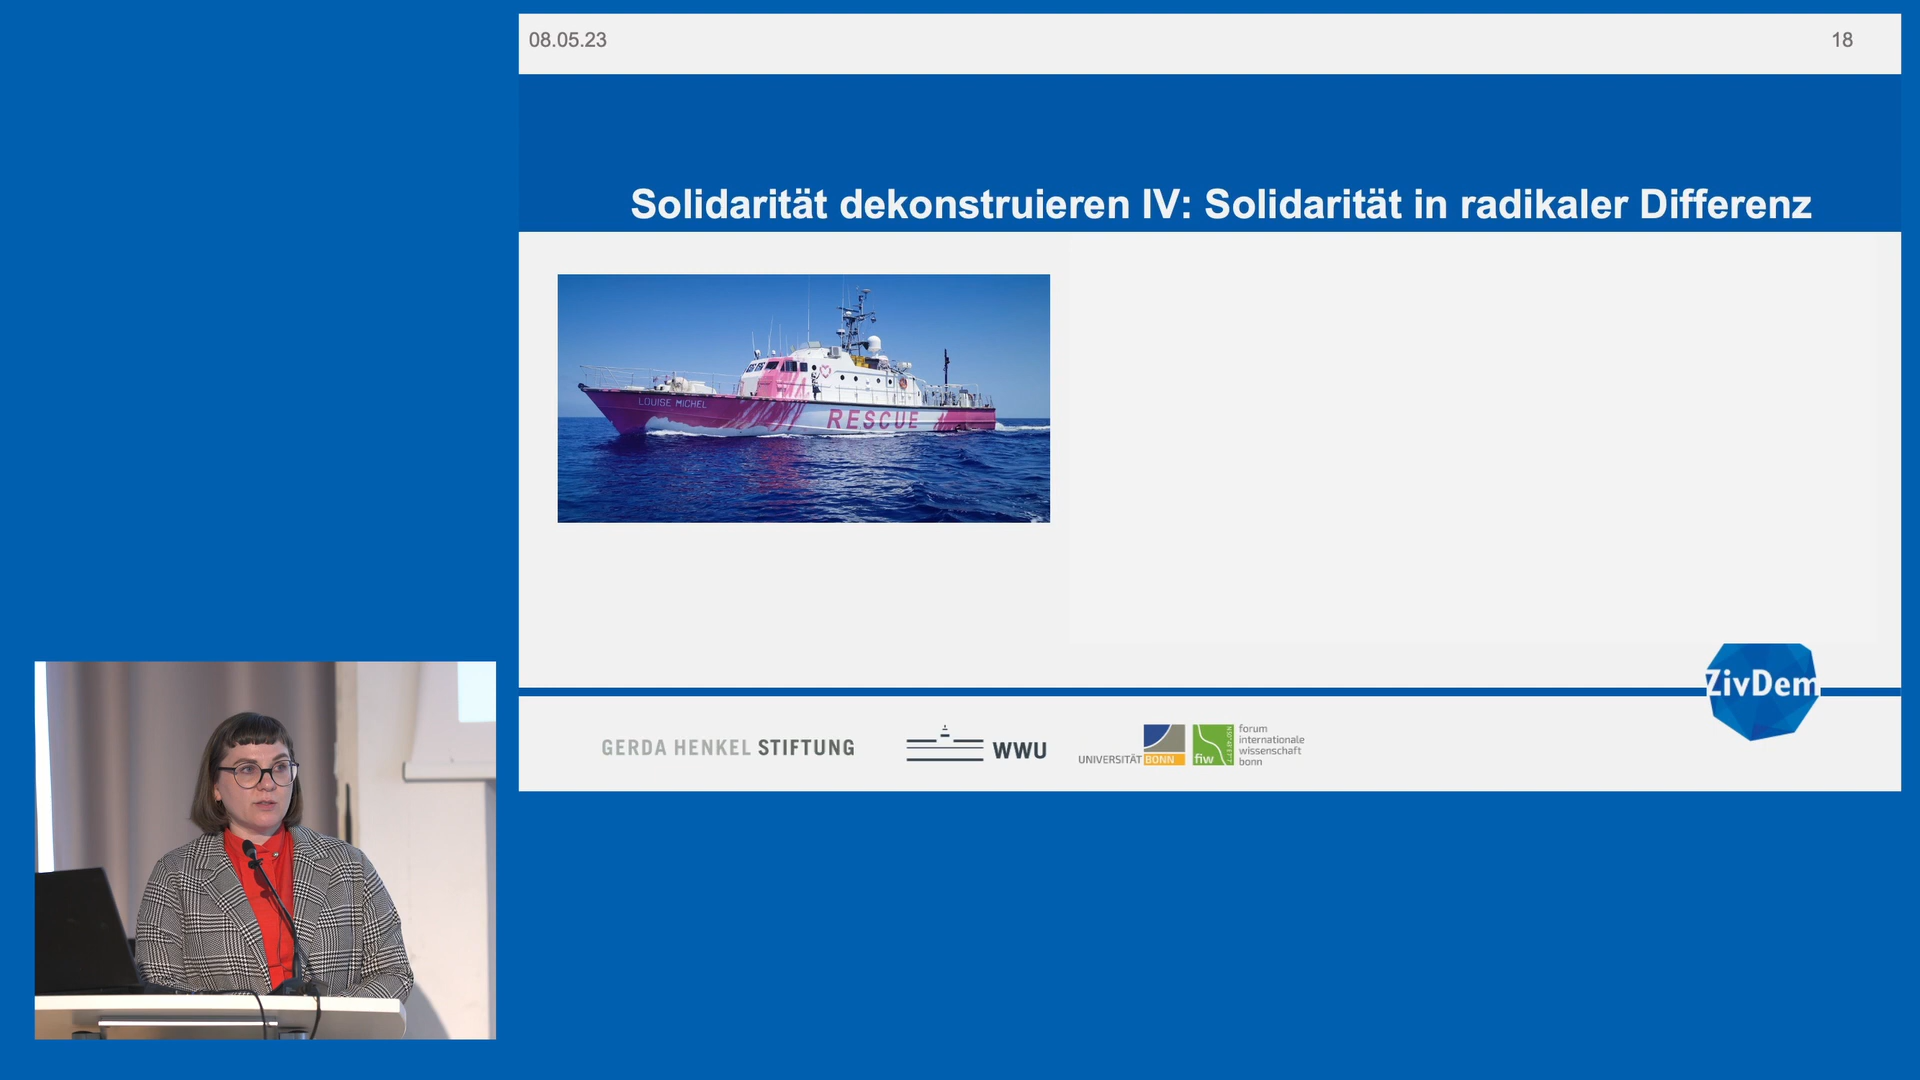 08.05.23
18
Solidarität dekonstruieren IV: Solidarität in radikaler Differenz
LOUISE MICHEL
RESCUE
ZivDem
GERDA HENKEL STIFTUNG
WWU
UNIVERSITÄT BONN
fiw
forum
internationale
wissenschaft
bonn